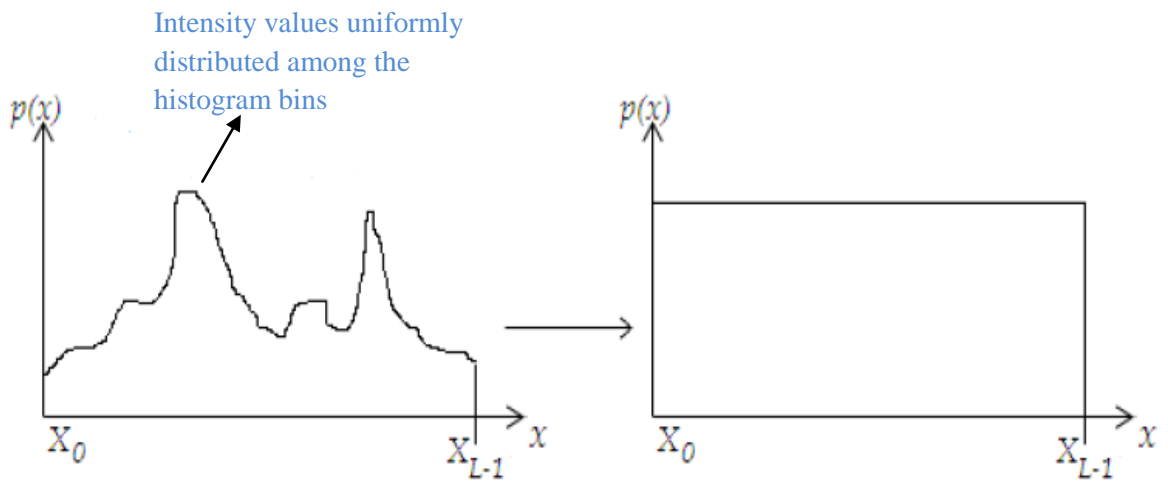 Intensity values uniformly
distributed among the
histogram bins
p(x)
X0
XL-1
x
p(x)
X0
XL-1
x